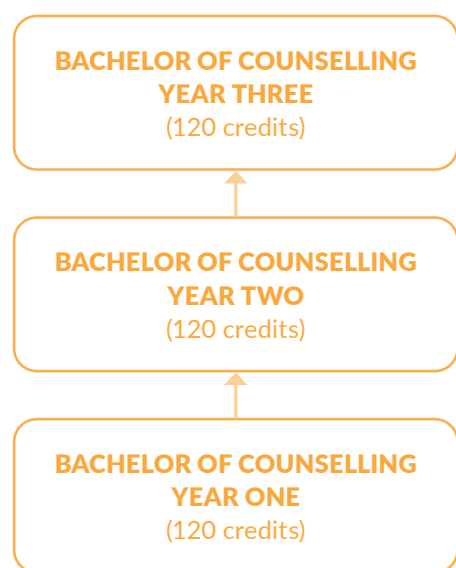 BACHELOR OF COUNSELLING
YEAR THREE
(120 credits)
BACHELOR OF COUNSELLING
YEAR TWO
(120 credits)
BACHELOR OF COUNSELLING
YEAR ONE
(120 credits)